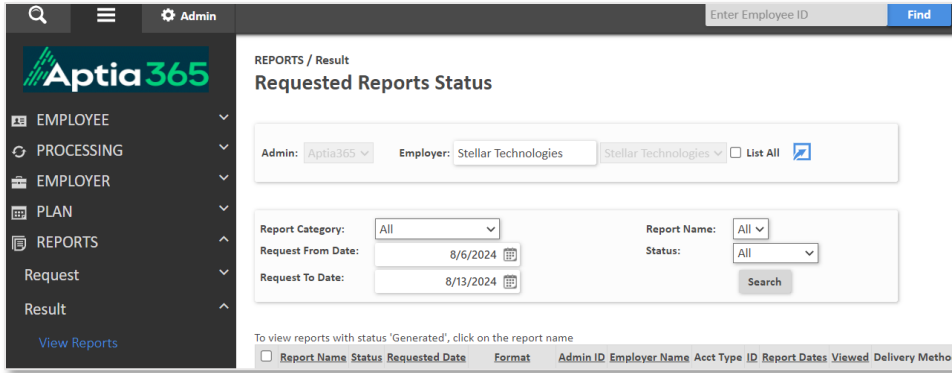 Admin
Enter Employee ID
Find
Aptia365
EMPLOYEE
PROCESSING
EMPLOYER
PLAN
REPORTS
Request
Result
View Reports
REPORTS / Result
Requested Reports Status
Admin: Aptia365 Employer: Stellar Technologies Stellar Technologies List All
Report Category: All Report Name: All
Request From Date: 8/6/2024 Status: All
Request To Date: 8/13/2024 Search
To view reports with status 'Generated', click on the report name
Report Name Status Requested Date Format Admin ID Employer Name Acct Type ID Report Dates Viewed Delivery Metho